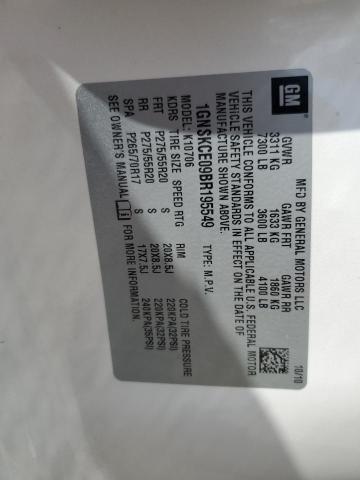 GM
MFD BY GENERAL MOTORS LLC 10/10
GVWR GAWR FRT GAWR RR
3311 KG 1633 KG 1860 KG
7300 LB 3600 LB 4100 LB
THIS VEHICLE CONFORMS TO ALL APPLICABLE U.S. FEDERAL MOTOR
VEHICLE SAFETY STANDARDS IN EFFECT ON THE DATE OF
MANUFACTURE SHOWN ABOVE.
1GNSKCE09BR195549 TYPE: M.P.V.
MODEL: K10706
KDRS TIRE SIZE SPEED RTG RIM COLD TIRE PRESSURE
FRT P275/55R20 S 20X8.5J 220KPA(32PSI)
RR P275/55R20 S 20X8.5J 220KPA(32PSI)
SPA P265/70R17 S 17X7.5J 240KPA(35PSI)
SEE OWNER'S MANUAL FOR MORE INFORMATION.